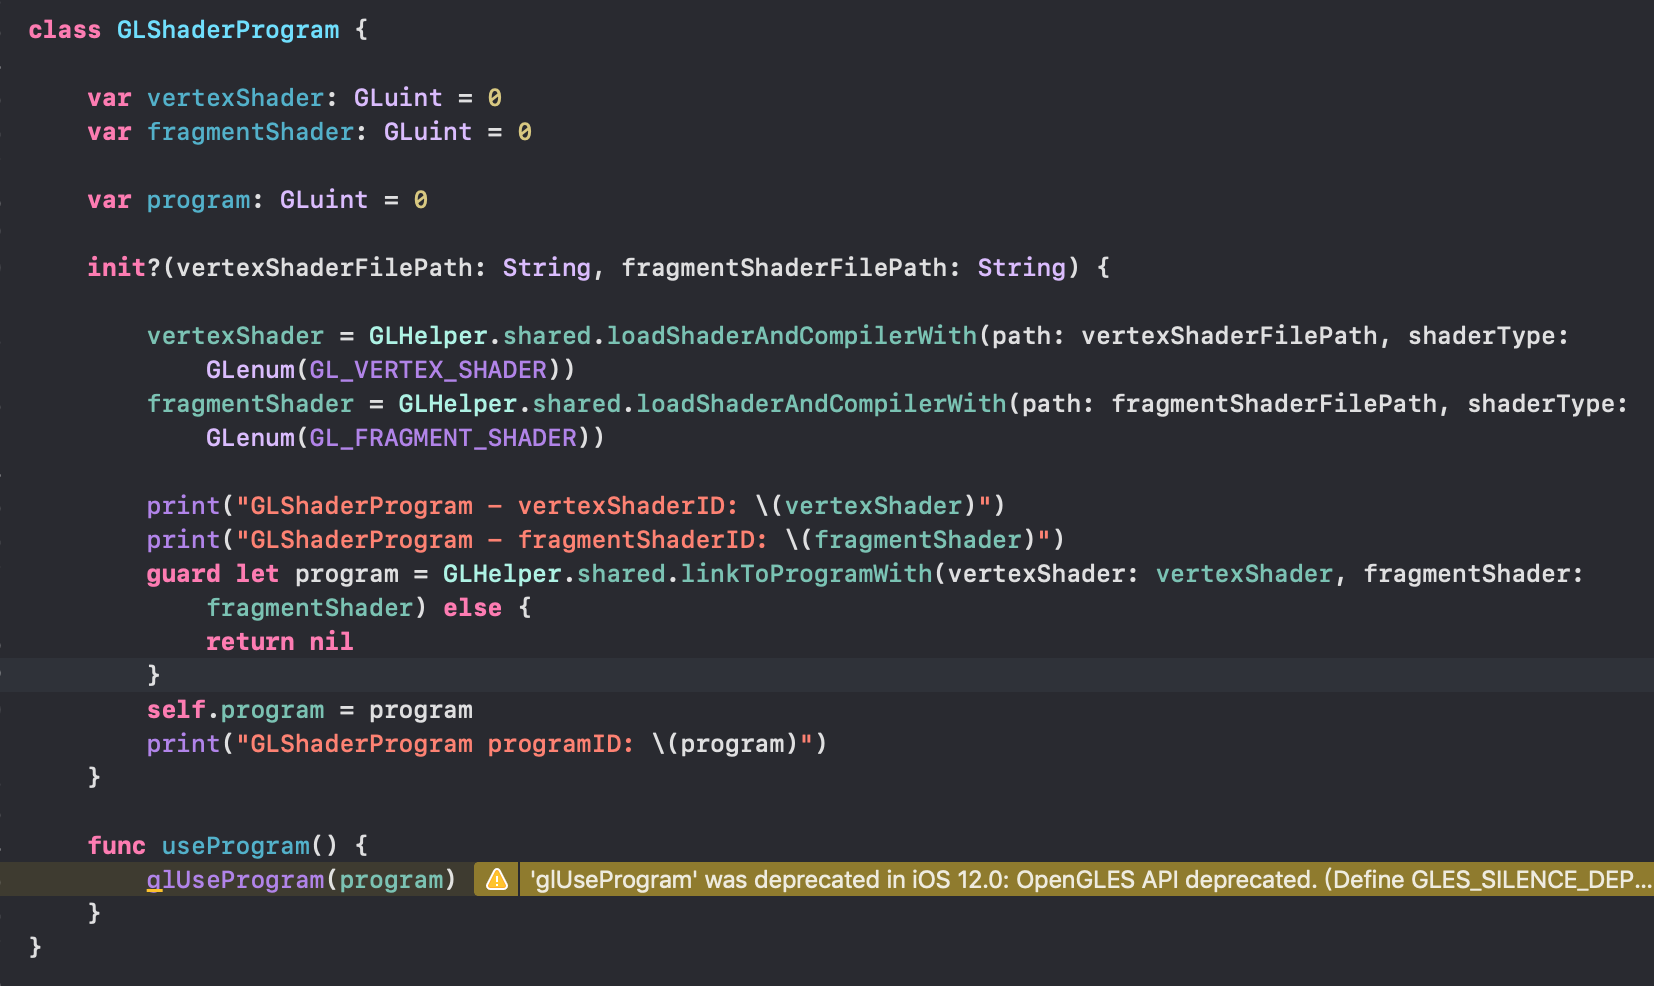 class GLShaderProgram {
var vertexShader: GLuint = 0
var fragmentShader: GLuint = 0
var program: GLuint = 0
init?(vertexShaderFilePath: String, fragmentShaderFilePath: String) {
vertexShader = GLHelper.shared.loadShaderAndCompilerWith(path: vertexShaderFilePath, shaderType:
GLenum(GL_VERTEX_SHADER))
fragmentShader = GLHelper.shared.loadShaderAndCompilerWith(path: fragmentShaderFilePath, shaderType:
GLenum(GL_FRAGMENT_SHADER))
print("GLShaderProgram – vertexShaderID: \(vertexShader)")
print("GLShaderProgram – fragmentShaderID: \(fragmentShader)")
guard let program = GLHelper.shared.linkToProgramWith(vertexShader: vertexShader, fragmentShader:
fragmentShader) else {
return nil
}
self.program = program
print("GLShaderProgram programID: \(program)")
}
func useProgram() {
glUseProgram(program) 'glUseProgram' was deprecated in iOS 12.0: OpenGLES API deprecated. (Define GLES_SILENCE_DEP...
}
}